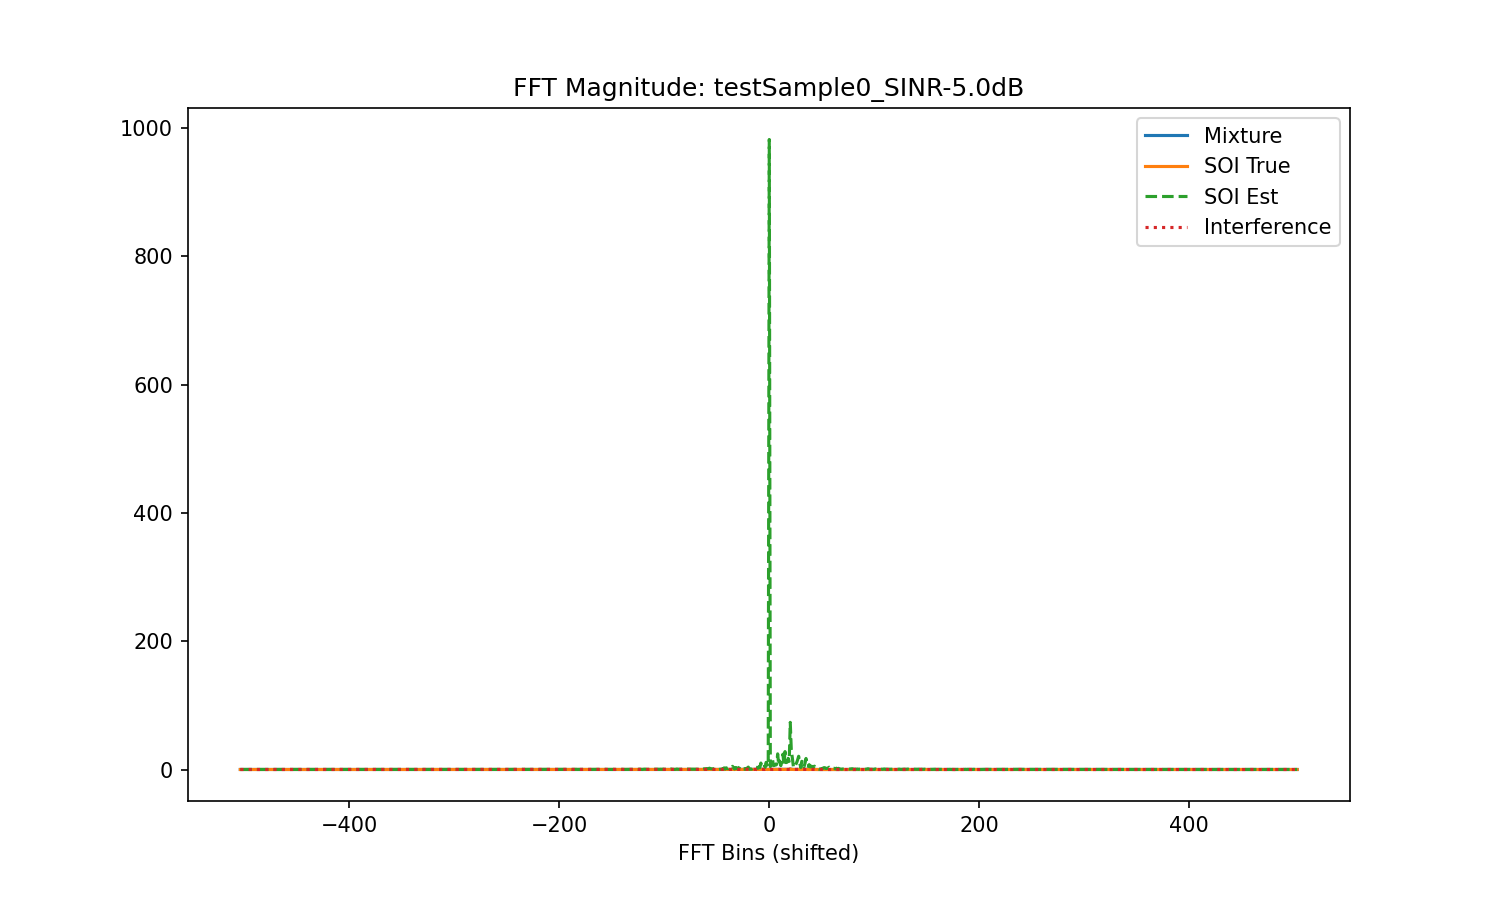 FFT Magnitude: testSample0_SINR-5.0dB
1000
800
600
400
200
0
Mixture
SOI True
SOI Est
Interference
−400 −200 0 200 400
FFT Bins (shifted)